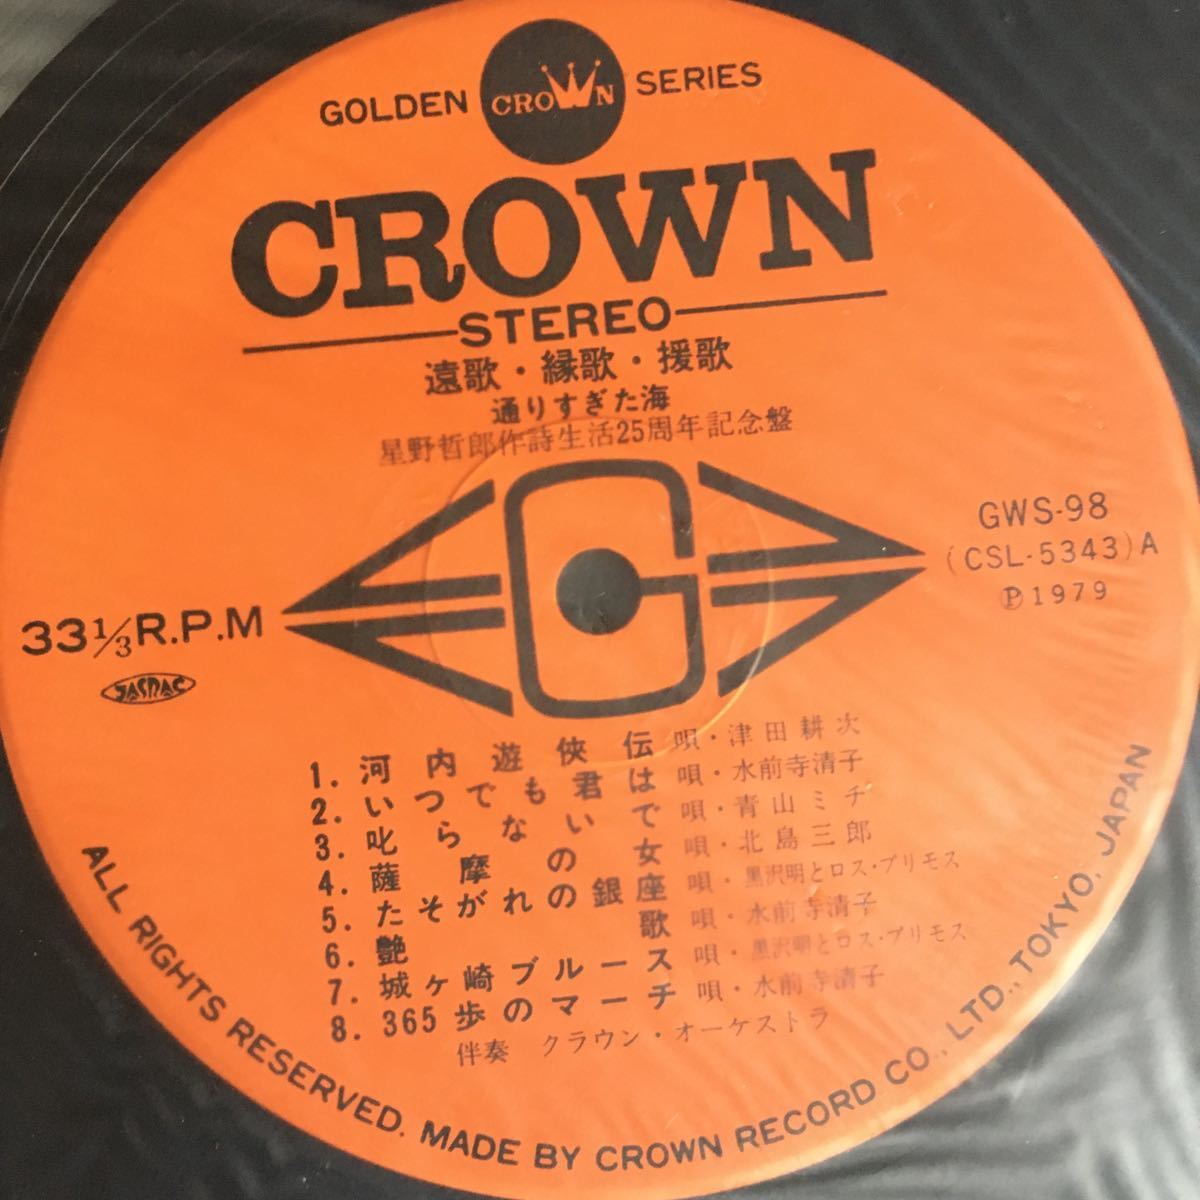 GOLDEN CROWN SERIES
CROWN
STEREO
遠歌・縁歌・援歌
通りすぎた海
星野哲郎作詩生活25周年記念盤
GWS-98
(CSL-5343)A
Ⓟ1979
33 1/3 R.P.M
JASRAC
1. 河内遊侠伝 唄・津田耕次
2. いつでも君は 唄・水前寺清子
3. 叱らないで 唄・青山ミチ
4. 薩摩の女 唄・北島三郎
5. たそがれの銀座 唄・黒沢明とロス・プリモス
6. 艶歌 唄・水前寺清子
7. 城ヶ崎ブルース 唄・黒沢明とロス・プリモス
8. 365歩のマーチ 唄・水前寺清子
伴奏 クラウン・オーケストラ
ALL RIGHTS RESERVED. MADE BY CROWN RECORD CO., LTD., TOKYO, JAPAN